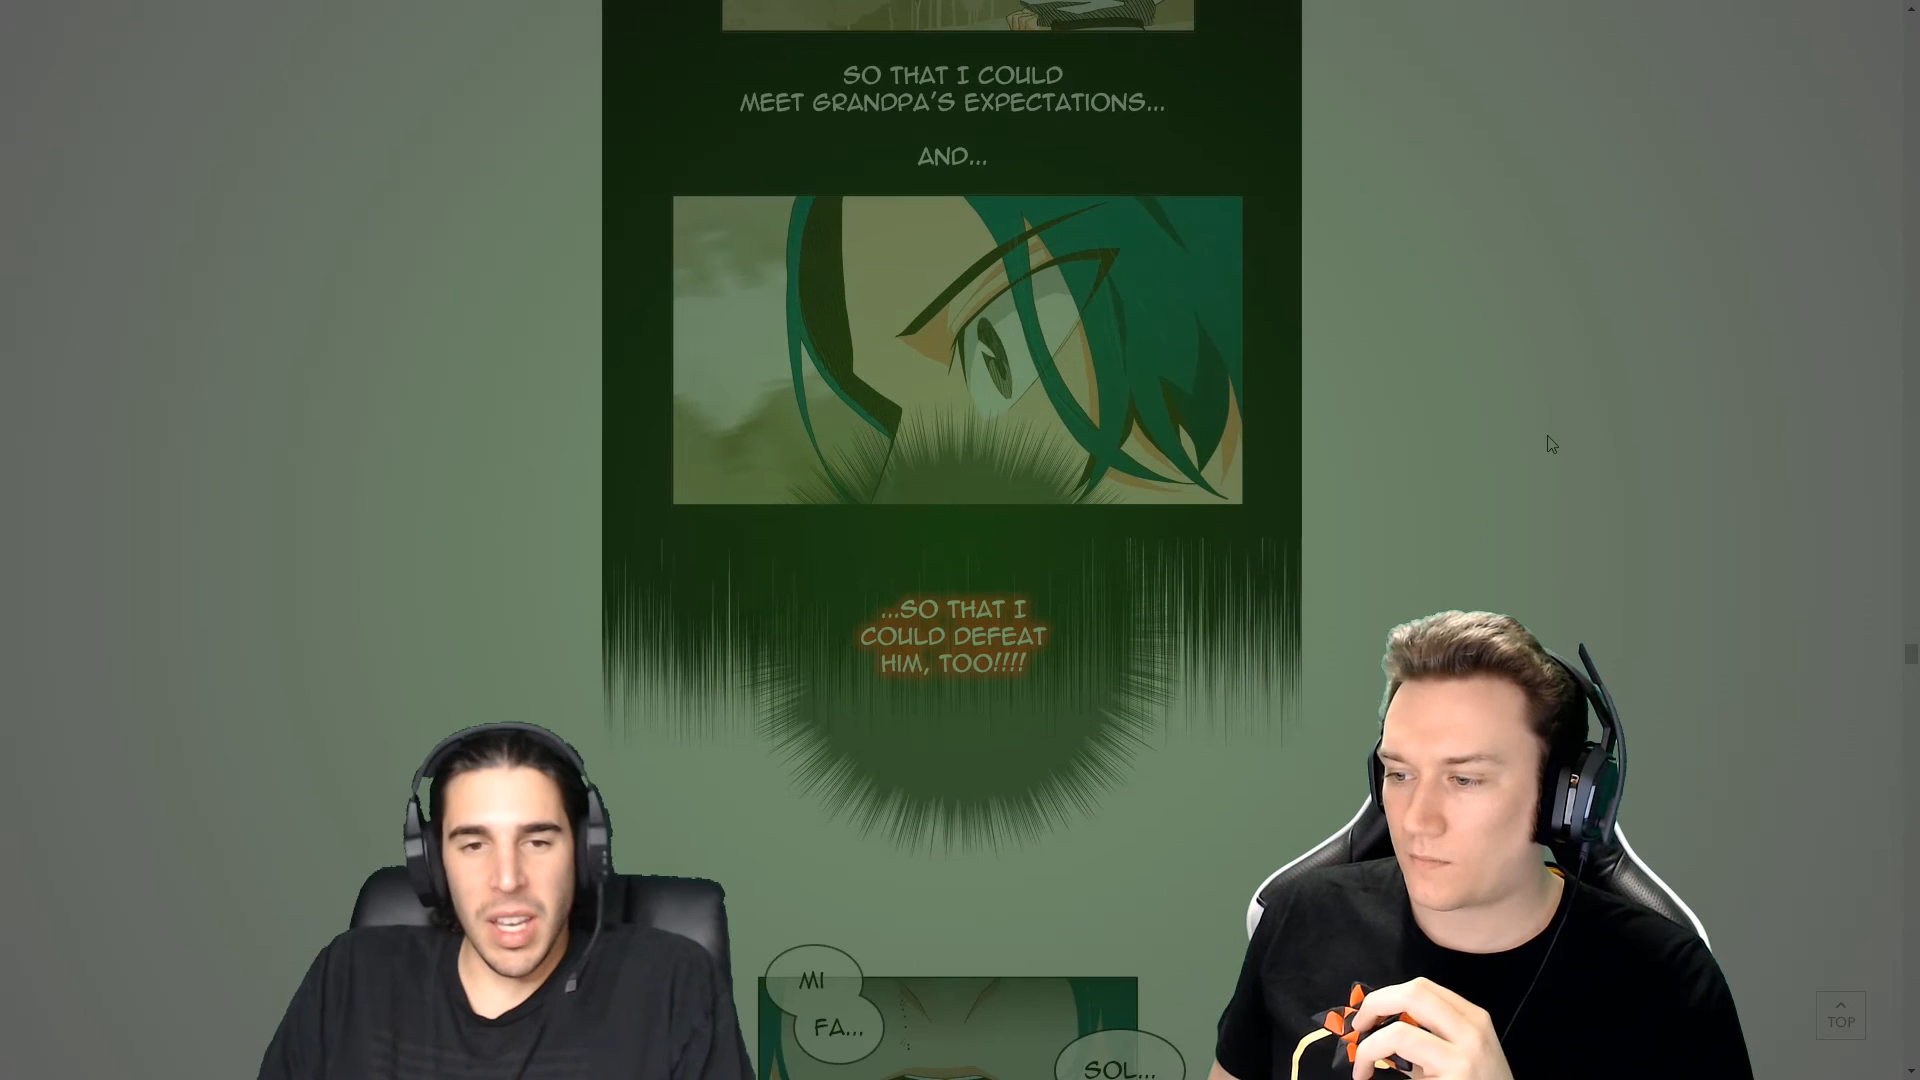 SO THAT I COULD
MEET GRANDPA'S EXPECTATIONS...
AND...
...SO THAT I
COULD DEFEAT
HIM, TOO!!!!
MI
FA...
SOL...
TOP